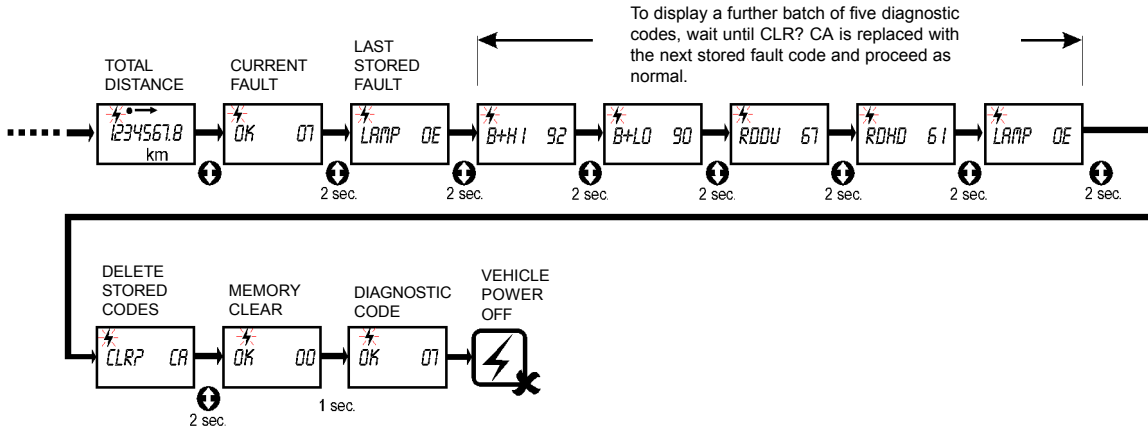 To display a further batch of five diagnostic
codes, wait until CLR? CA is replaced with
the next stored fault code and proceed as
normal.
TOTAL
DISTANCE
CURRENT
FAULT
LAST
STORED
FAULT
1234567.8
km
OK 07
LAMP 0E
B+HI 92
B+LO 90
RDDU 67
RDHD 61
LAMP 0E
2 sec.
2 sec.
2 sec.
2 sec.
2 sec.
2 sec.
2 sec.
DELETE
STORED
CODES
MEMORY
CLEAR
DIAGNOSTIC
CODE
VEHICLE
POWER
OFF
CLR? CA
OK 00
OK 07
2 sec.
1 sec.